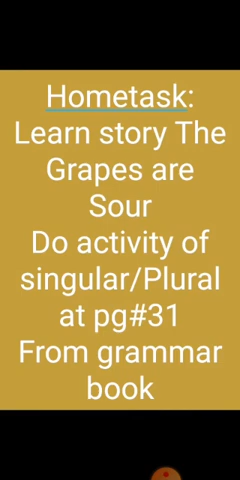 Hometask:
Learn story The
Grapes are
Sour
Do activity of
singular/Plural
at pg#31
From grammar
book